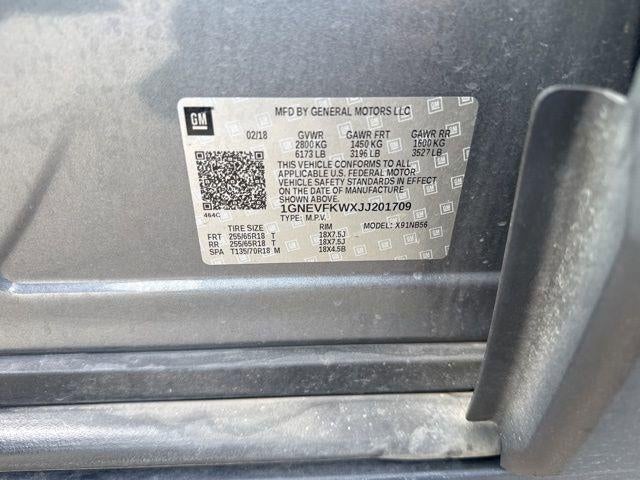 GM
MFD BY GENERAL MOTORS LLC
02/18 GVWR GAWR FRT GAWR RR
2800 KG 1450 KG 1600 KG
6173 LB 3196 LB 3527 LB
THIS VEHICLE CONFORMS TO ALL
APPLICABLE U.S. FEDERAL MOTOR
VEHICLE SAFETY STANDARDS IN EFFECT
ON THE DATE OF MANUFACTURE.
1GNEVFKWXJJ201709
464C TYPE: M.P.V. MODEL: X91NB56
TIRE SIZE RIM
FRT 255/65R18 T 18X7.5J
RR 255/65R18 T 18X7.5J
SPA T135/70R18 M 18X4.5B